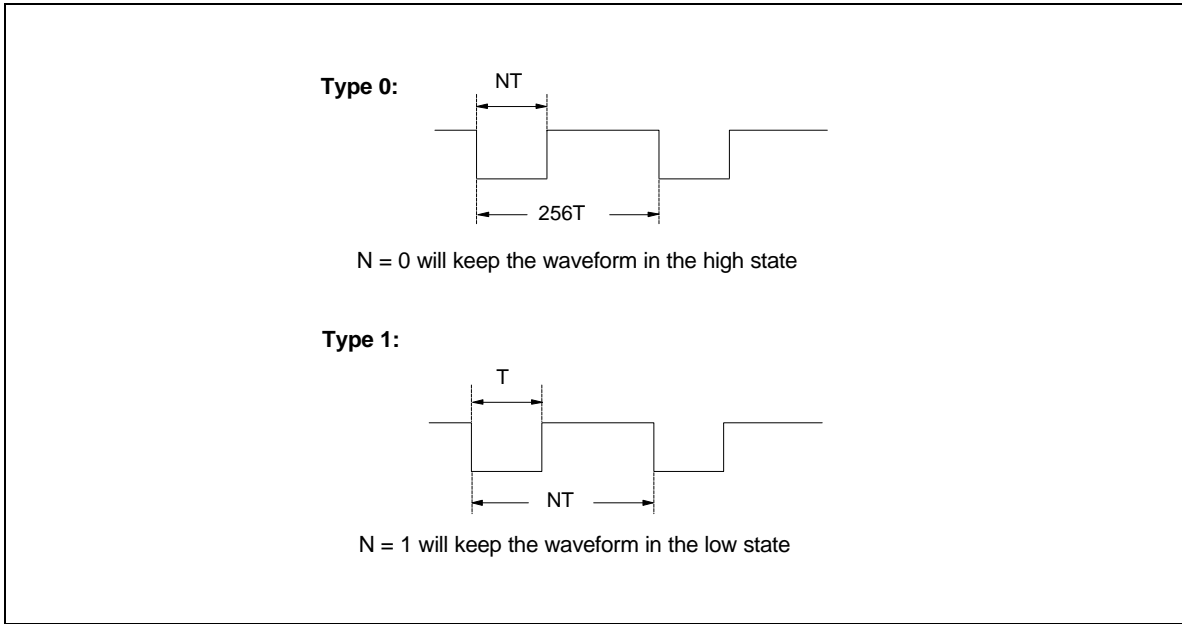 Type 0:
NT
256T
N = 0 will keep the waveform in the high state
Type 1:
T
NT
N = 1 will keep the waveform in the low state